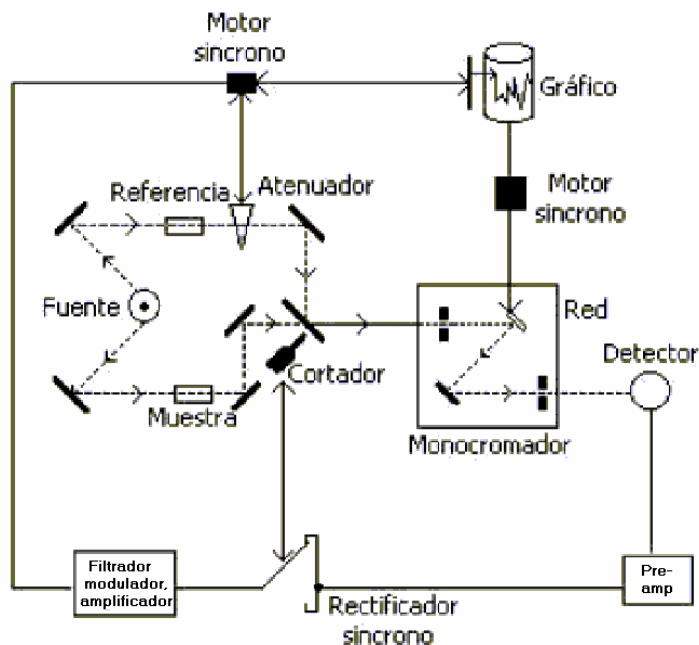 Motor
sincrono
Gráfico
Referencia
Atenuador
Motor
sincrono
Fuente
Red
Detector
Cortador
Muestra
Monocromador
Filtrador
modulador,
amplificador
Rectificador
sincrono
Pre-
amp